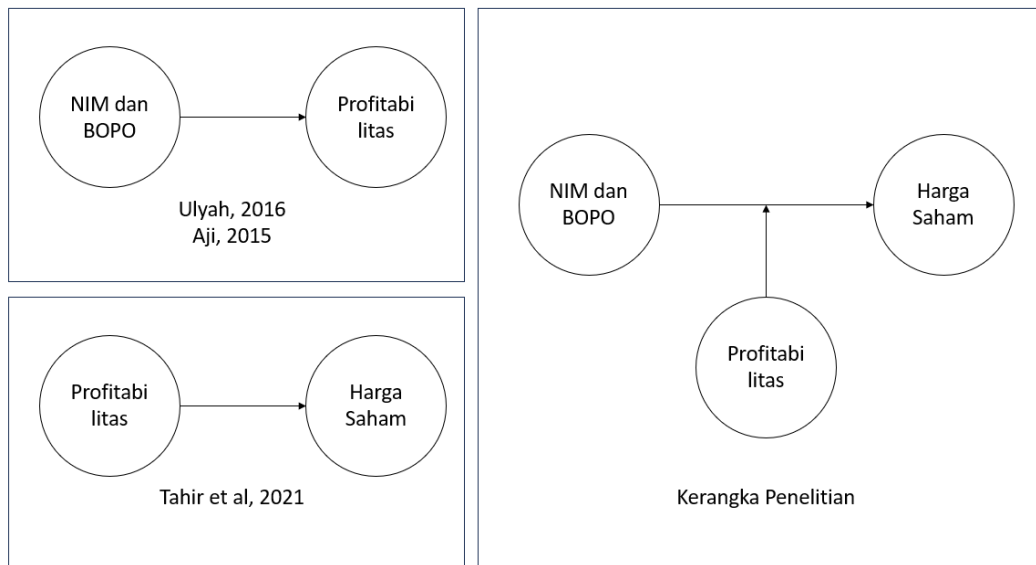 NIM dan
BOPO
Profitabi
litas
Ulyah, 2016
Aji, 2015
Profitabi
litas
Harga
Saham
Tahir et al, 2021
NIM dan
BOPO
Harga
Saham
Profitabi
litas
Kerangka Penelitian